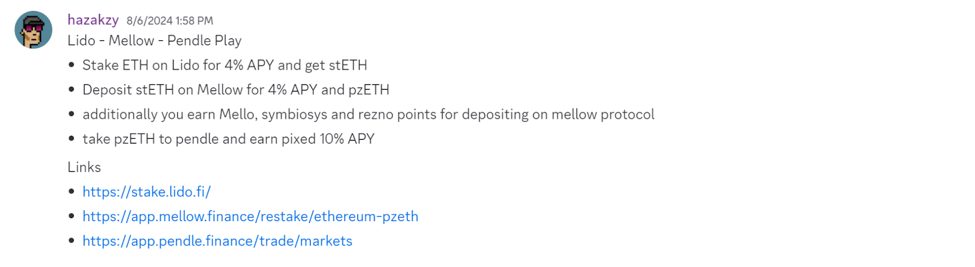 hazakzy 8/6/2024 1:58 PM
Lido - Mellow - Pendle Play
• Stake ETH on Lido for 4% APY and get stETH
• Deposit stETH on Mellow for 4% APY and pzETH
• additionally you earn Mello, symbiosys and rezno points for depositing on mellow protocol
• take pzETH to pendle and earn pixed 10% APY
Links
• https://stake.lido.fi/
• https://app.mellow.finance/restake/ethereum-pzeth
• https://app.pendle.finance/trade/markets